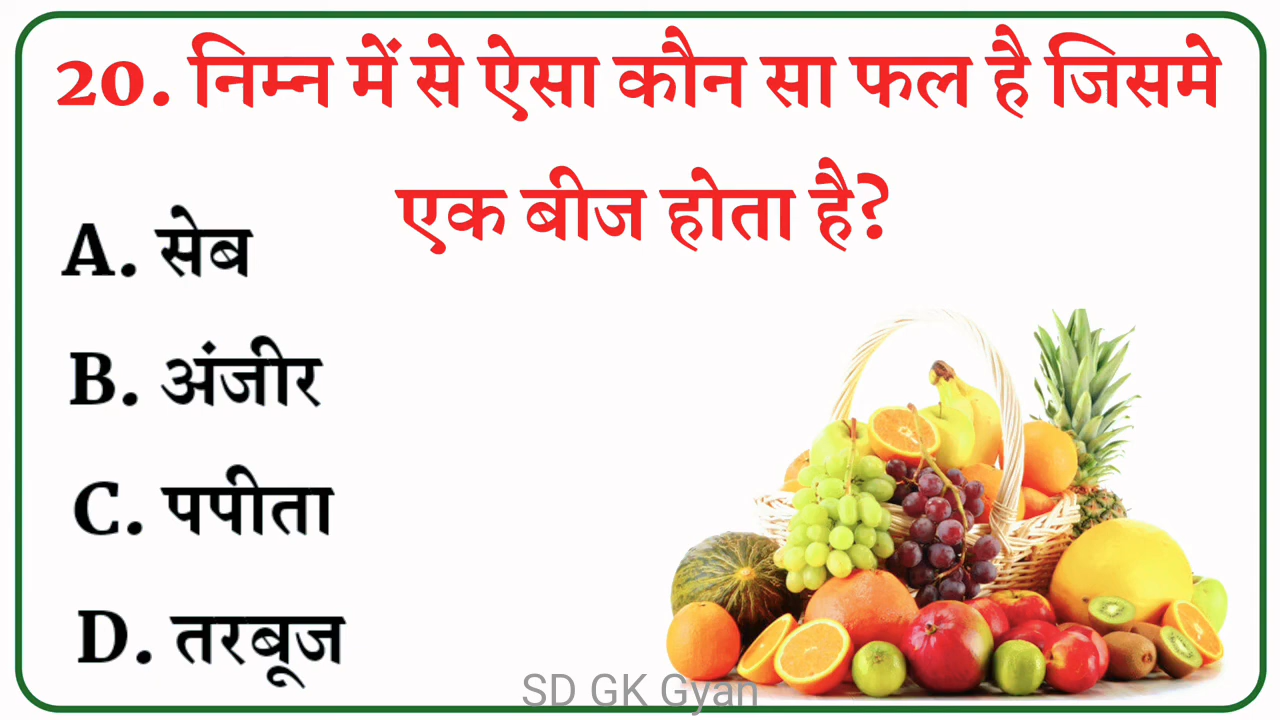 20. निम्न में से ऐसा कौन सा फल है जिसमे
एक बीज होता है?
A. सेब
B. अंजीर
C. पपीता
D. तरबूज
SD GK Gyan